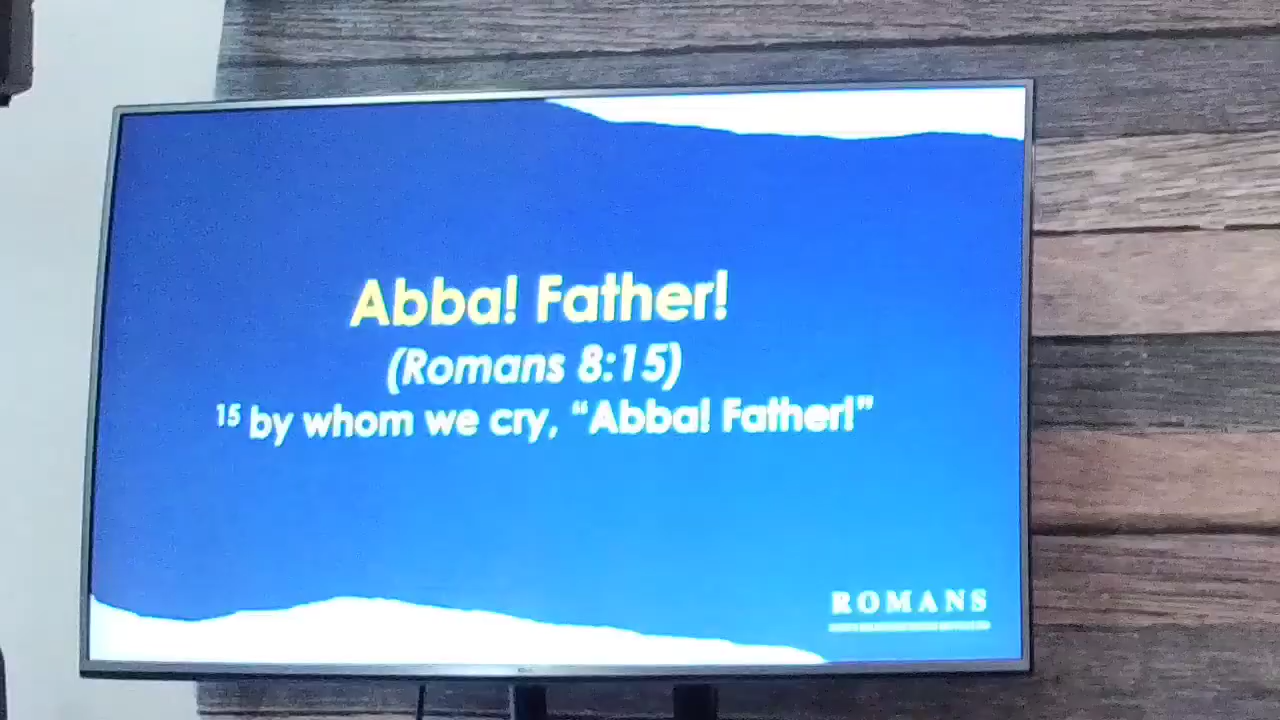 Abba! Father!
(Romans 8:15)
15 by whom we cry, “Abba! Father!”
ROMANS